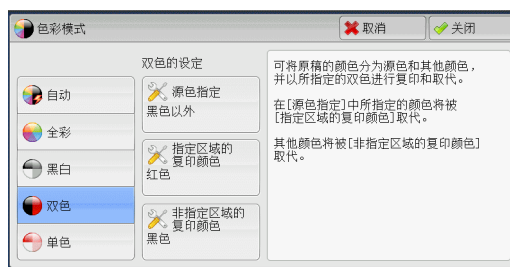 色彩模式
取消
关闭
自动
全彩
黑白
双色
单色
双色的设定
源色指定
黑色以外
指定区域的
复印颜色
红色
非指定区域的
复印颜色
黑色
可将原稿的颜色分为源色和其他颜色，
并以所指定的双色进行复印和取代。
在[源色指定]中所指定的颜色将被
[指定区域的复印颜色]取代。
其他颜色将被[非指定区域的复印颜色]
取代。